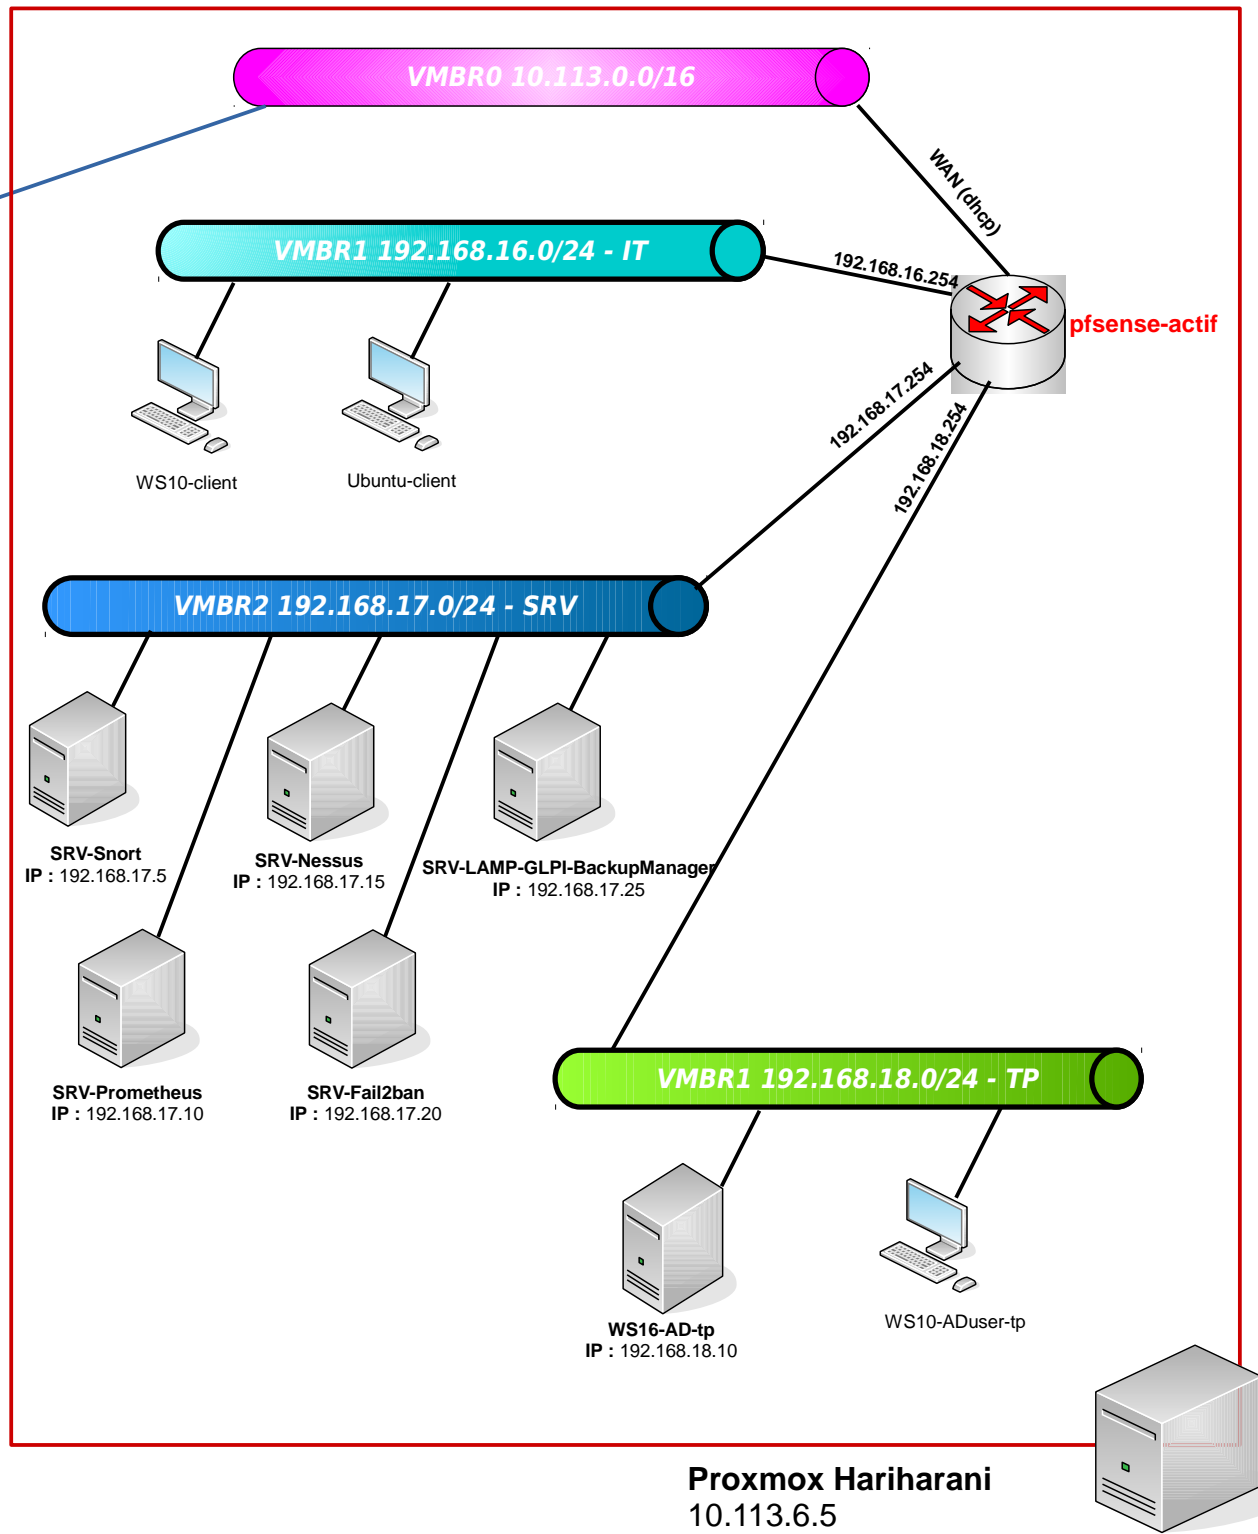 VMBR0 10.113.0.0/16
WAN (dhcp)
VMBR1 192.168.16.0/24 - IT
192.168.16.254
pfsense-actif
192.168.17.254
192.168.18.254
WS10-client
Ubuntu-client
VMBR2 192.168.17.0/24 - SRV
SRV-Snort
IP : 192.168.17.5
SRV-Nessus
IP : 192.168.17.15
SRV-LAMP-GLPI-BackupManager
IP : 192.168.17.25
SRV-Prometheus
IP : 192.168.17.10
SRV-Fail2ban
IP : 192.168.17.20
VMBR1 192.168.18.0/24 - TP
WS16-AD-tp
IP : 192.168.18.10
WS10-ADuser-tp
Proxmox Hariharani
10.113.6.5